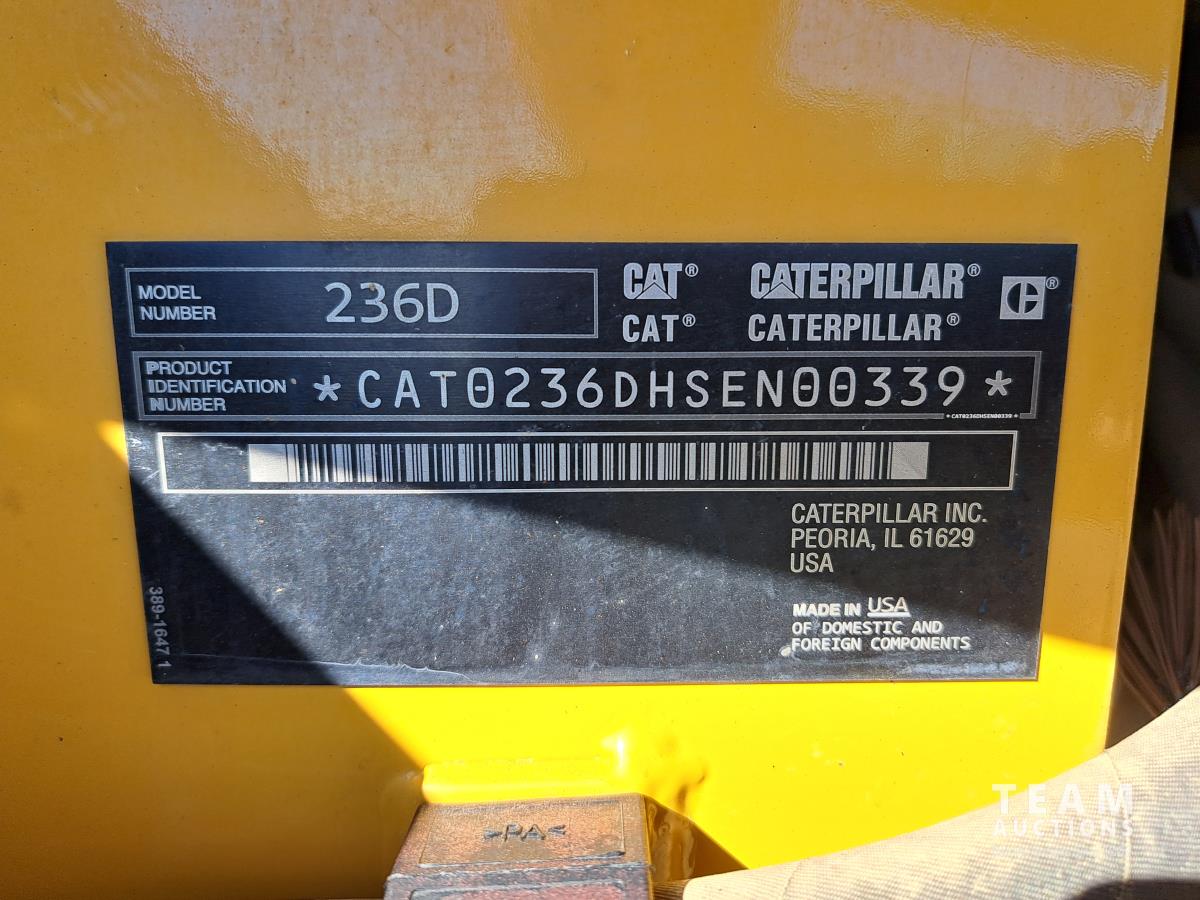 MODEL NUMBER 236D
CAT® CATERPILLAR® C®
CAT® CATERPILLAR®
PRODUCT IDENTIFICATION NUMBER
*CAT0236DHSEN00339*
*CAT0236DHSEN00339*
CATERPILLAR INC.
PEORIA, IL 61629
USA
MADE IN USA
OF DOMESTIC AND
FOREIGN COMPONENTS
389-1647 1
>PA<
TEAM
AUCTIONS